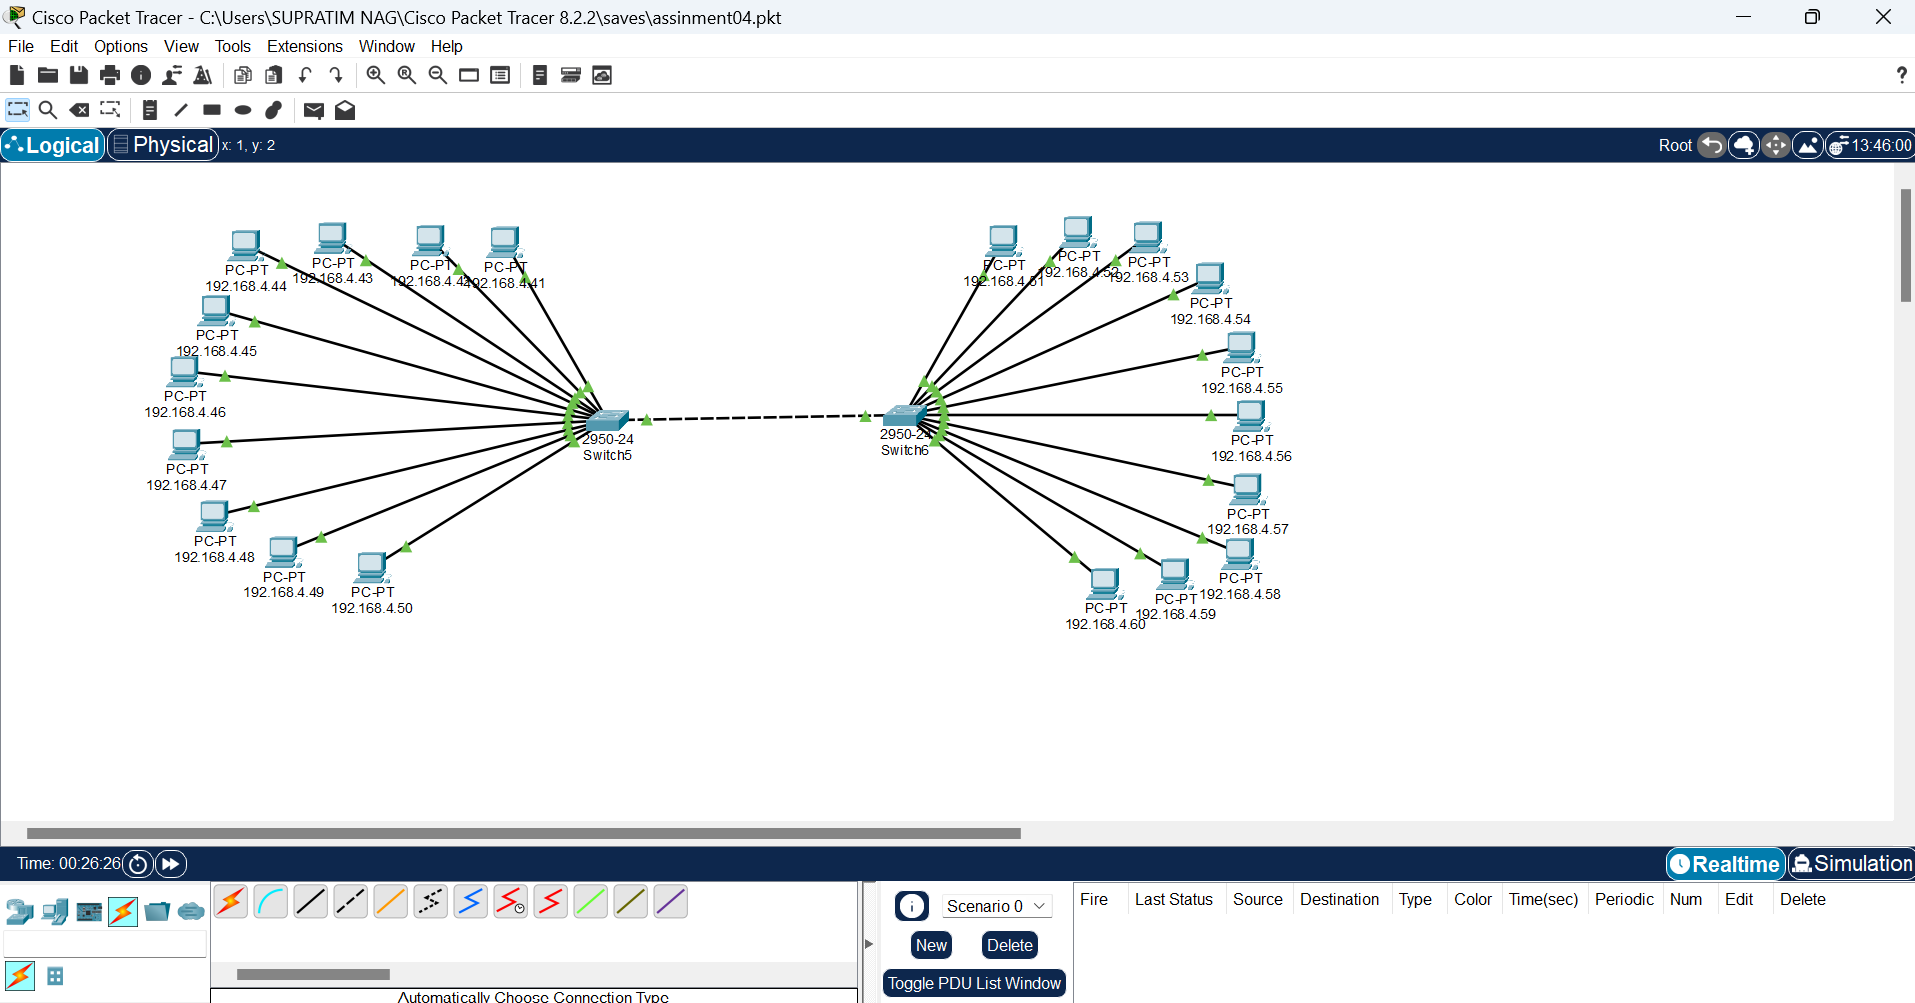 Cisco Packet Tracer - C:\Users\SUPRATIM NAG\Cisco Packet Tracer 8.2.2\saves\assinment04.pkt
File Edit Options View Tools Extensions Window Help
?
Logical Physical x: 1, y: 2 Root 13:46:00
PC-PT
192.168.4.44
PC-PT
192.168.4.43
PC-PT
192.168.4.42
PC-PT
192.168.4.41
PC-PT
192.168.4.45
PC-PT
192.168.4.46
PC-PT
192.168.4.47
PC-PT
192.168.4.48
PC-PT
192.168.4.49
PC-PT
192.168.4.50
2950-24
Switch5
2950-24
Switch6
PC-PT
192.168.4.51
PC-PT
192.168.4.52
PC-PT
192.168.4.53
PC-PT
192.168.4.54
PC-PT
192.168.4.55
PC-PT
192.168.4.56
PC-PT
192.168.4.57
PC-PT
192.168.4.58
PC-PT
192.168.4.59
PC-PT
192.168.4.60
Time: 00:26:26 Realtime Simulation
Scenario 0
New Delete
Toggle PDU List Window
Fire Last Status Source Destination Type Color Time(sec) Periodic Num Edit Delete
Automatically Choose Connection Type